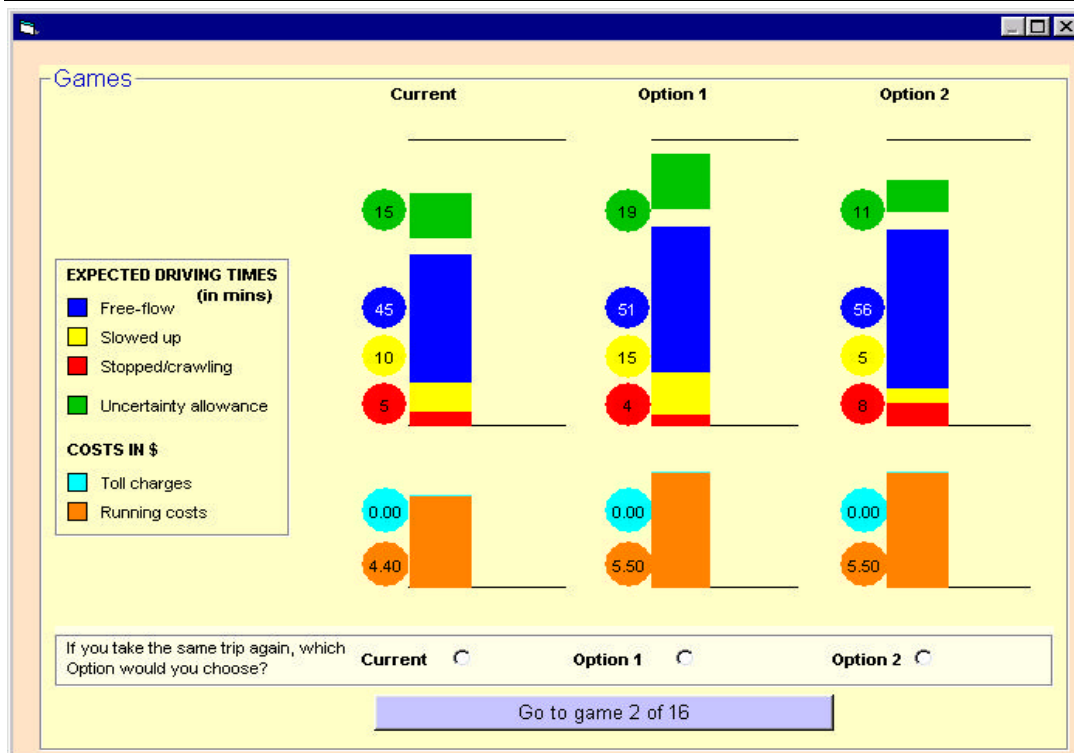 Games
Current Option 1 Option 2
15 19 11
EXPECTED DRIVING TIMES
(in mins)
Free-flow
45 51 56
Slowed up
10 15 5
Stopped/crawling
5 4 8
Uncertainty allowance
COSTS IN $
Toll charges
0.00 0.00 0.00
Running costs
4.40 5.50 5.50
If you take the same trip again, which
Option would you choose?
Current Option 1 Option 2
Go to game 2 of 16